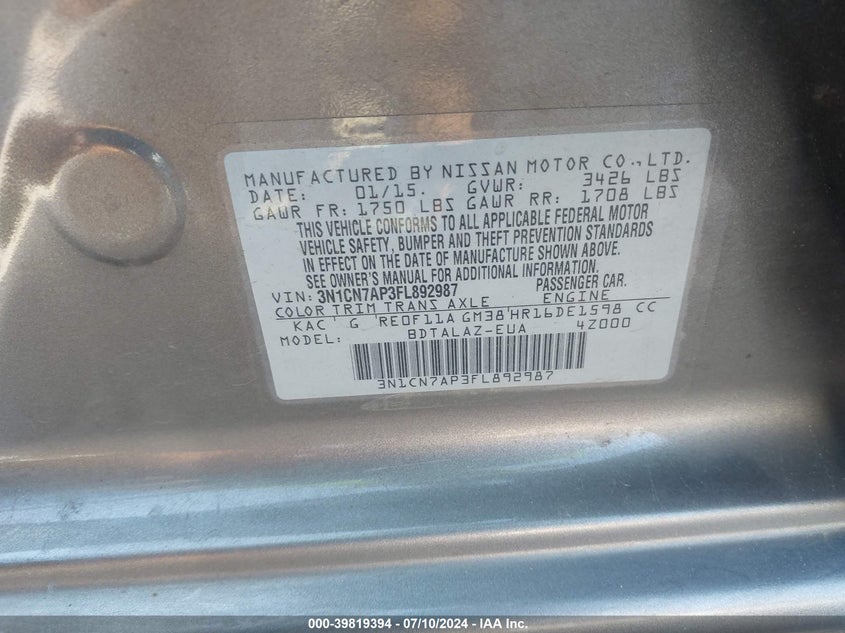 MANUFACTURED BY NISSAN MOTOR CO.,LTD.
DATE: 01/15. GVWR: 3426 LBS
GAWR FR: 1750 LBS GAWR RR: 1708 LBS
THIS VEHICLE CONFORMS TO ALL APPLICABLE FEDERAL MOTOR
VEHICLE SAFETY, BUMPER AND THEFT PREVENTION STANDARDS
IN EFFECT ON THE DATE OF MANUFACTURE SHOWN ABOVE.
SEE OWNER'S MANUAL FOR ADDITIONAL INFORMATION.
VIN: 3N1CN7AP3FL892987 PASSENGER CAR.
COLOR TRIM TRANS AXLE ENGINE
KAC ' G 'RE0F11A GM38'HR16DE1598 CC
MODEL: BDTALAZ-EUA 4Z000
3N1CN7AP3FL892987
000-39819394 / 07/10/2024 - IAA Inc.